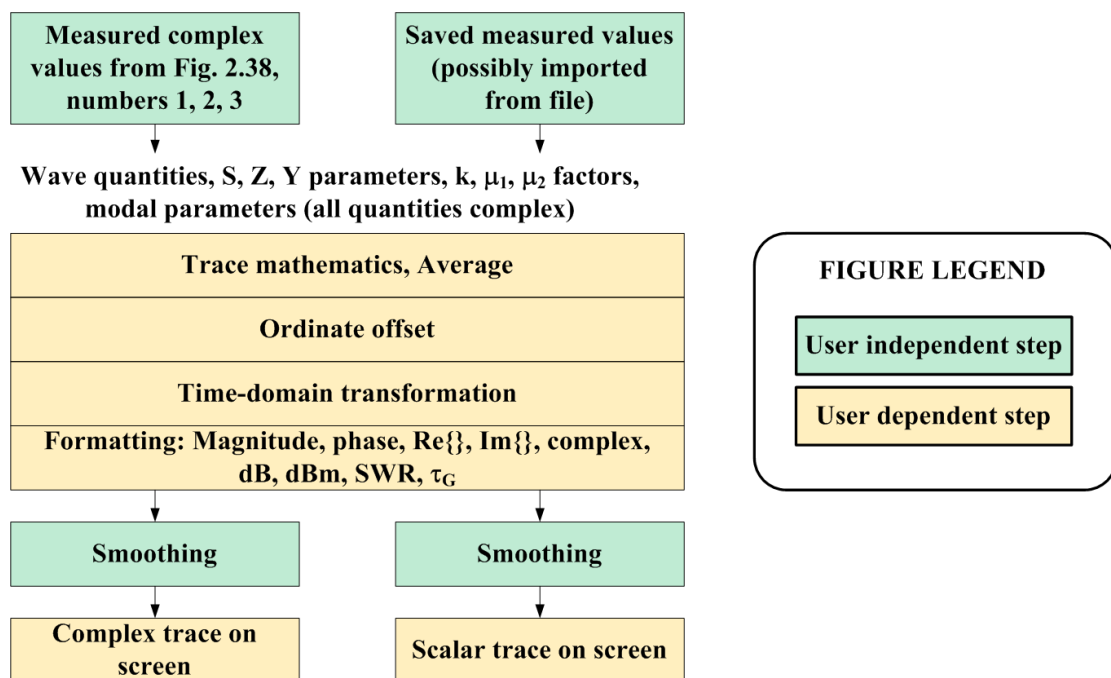 Measured complex
values from Fig. 2.38,
numbers 1, 2, 3
Saved measured values
(possibly imported
from file)
Wave quantities, S, Z, Y parameters, k, μ₁, μ₂ factors,
modal parameters (all quantities complex)
Trace mathematics, Average
Ordinate offset
Time-domain transformation
Formatting: Magnitude, phase, Re{}, Im{}, complex,
dB, dBm, SWR, τ_G
Smoothing
Smoothing
Complex trace on
screen
Scalar trace on screen
FIGURE LEGEND
User independent step
User dependent step